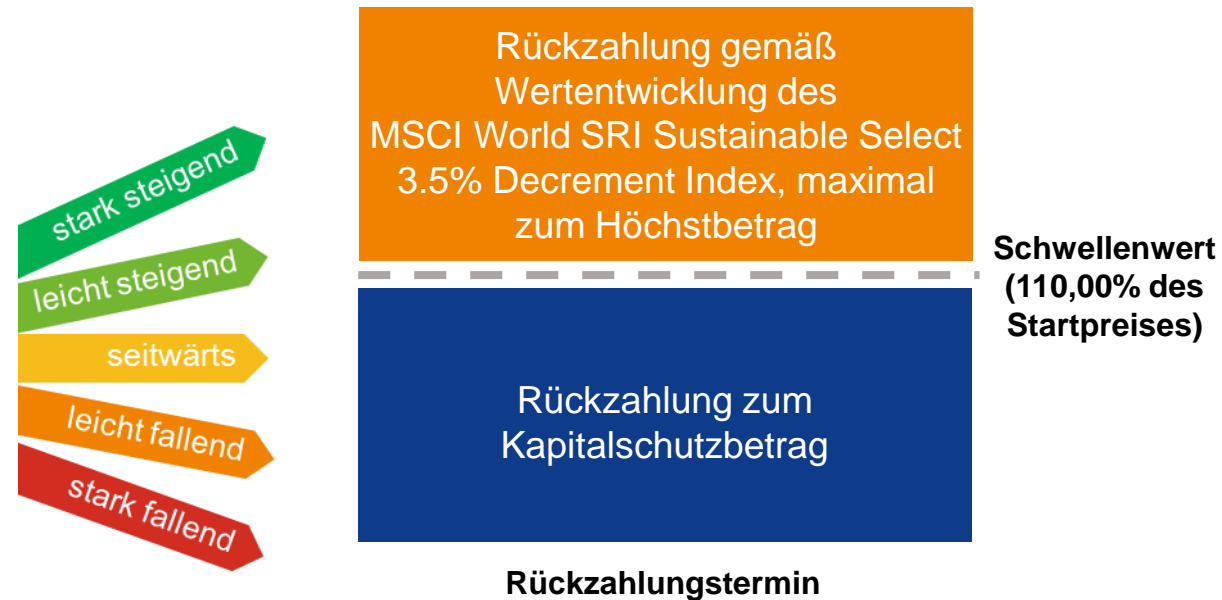 stark steigend
leicht steigend
seitwärts
leicht fallend
stark fallend
Rückzahlung gemäß
Wertentwicklung des
MSCI World SRI Sustainable Select
3.5% Decrement Index, maximal
zum Höchstbetrag
Schwellenwert
(110,00% des
Startpreises)
Rückzahlung zum
Kapitalschutzbetrag
Rückzahlungstermin